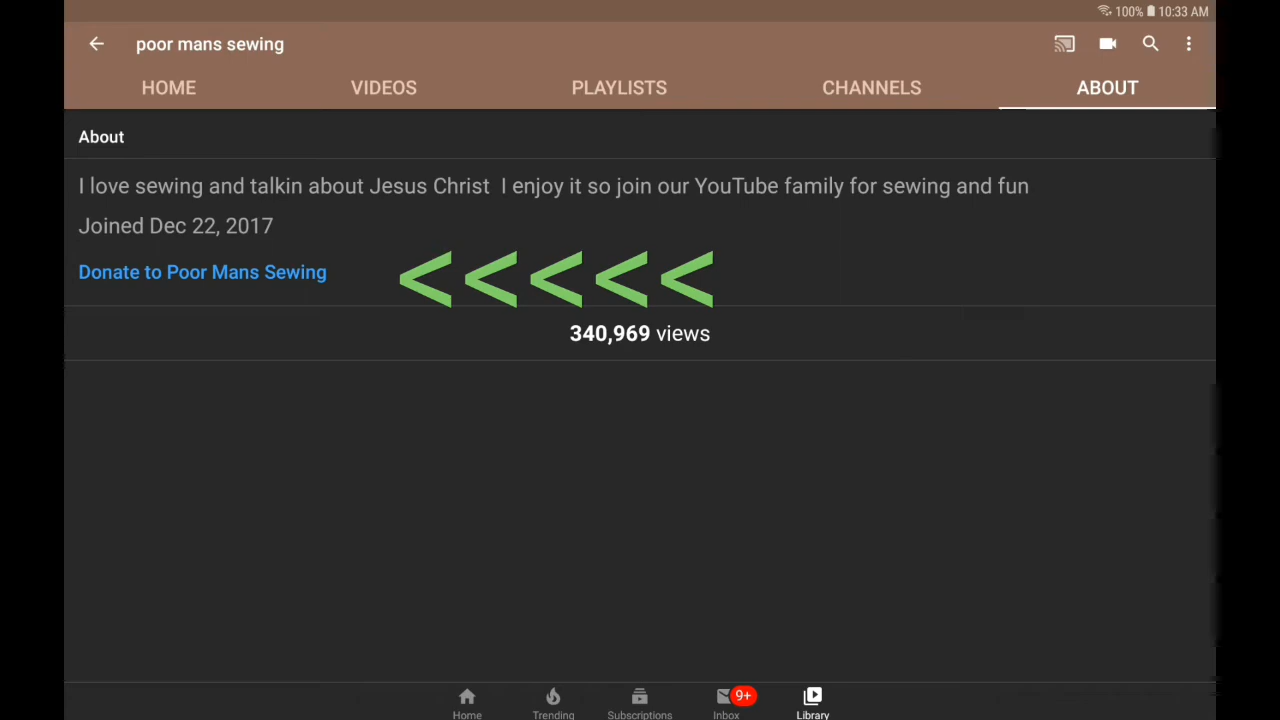 100% 10:33 AM
poor mans sewing
HOME VIDEOS PLAYLISTS CHANNELS ABOUT
About
I love sewing and talkin about Jesus Christ  I enjoy it so join our YouTube family for sewing and fun
Joined Dec 22, 2017
Donate to Poor Mans Sewing <<<<<
340,969 views
9+
Home Trending Subscriptions Inbox Library